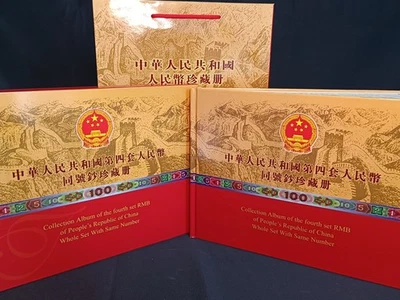 中華人民共和國
人民幣珍藏册
中華人民共和國第四套人民幣
同號鈔珍藏册
100
Collection Album of the fourth set RMB
of People's Republic of China
Whole Set With Same Number
中華人民共和國第四套人民幣
同號鈔珍藏册
100
Collection Album of the fourth set RMB
of People's Republic of China
Whole Set With Same Number